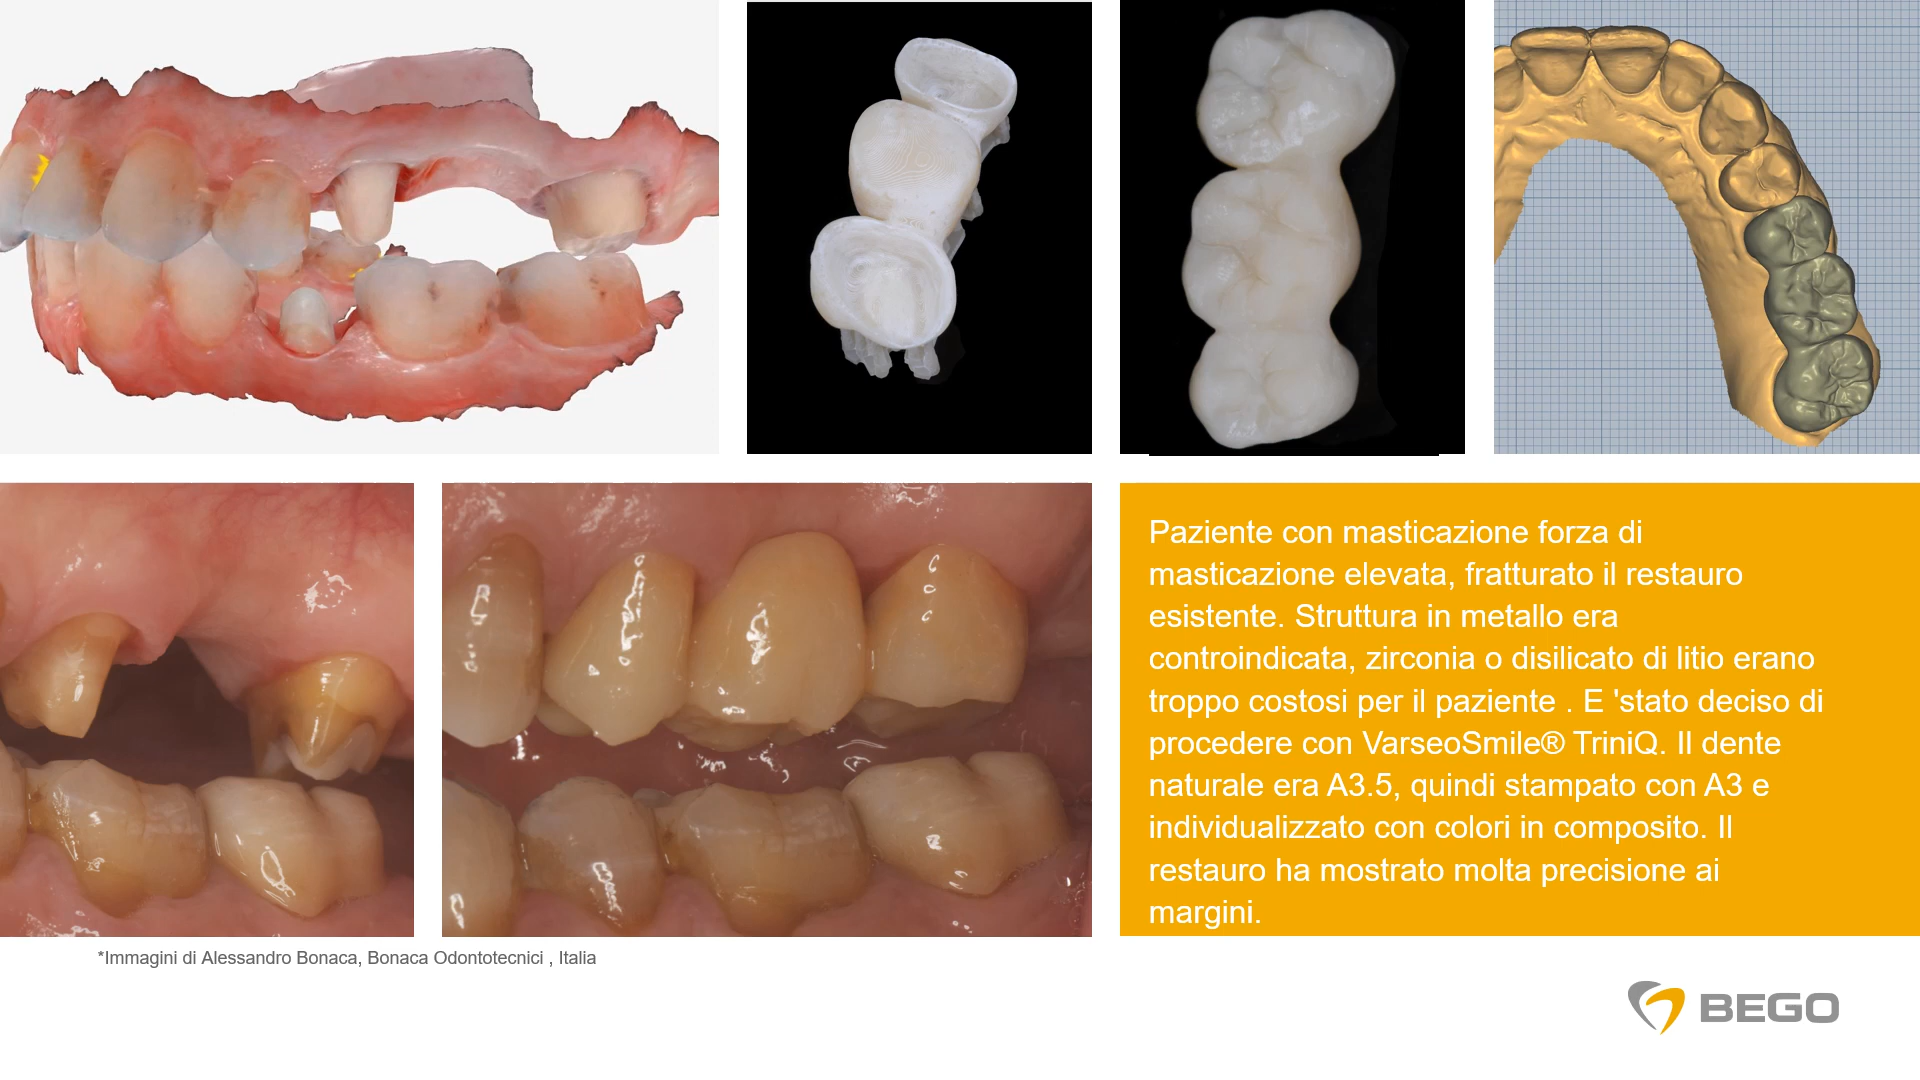 Paziente con masticazione forza di
masticazione elevata, fratturato il restauro
esistente. Struttura in metallo era
controindicata, zirconia o disilicato di litio erano
troppo costosi per il paziente . E 'stato deciso di
procedere con VarseoSmile® TriniQ. Il dente
naturale era A3.5, quindi stampato con A3 e
individualizzato con colori in composito. Il
restauro ha mostrato molta precisione ai
margini.
*Immagini di Alessandro Bonaca, Bonaca Odontotecnici , Italia
BEGO